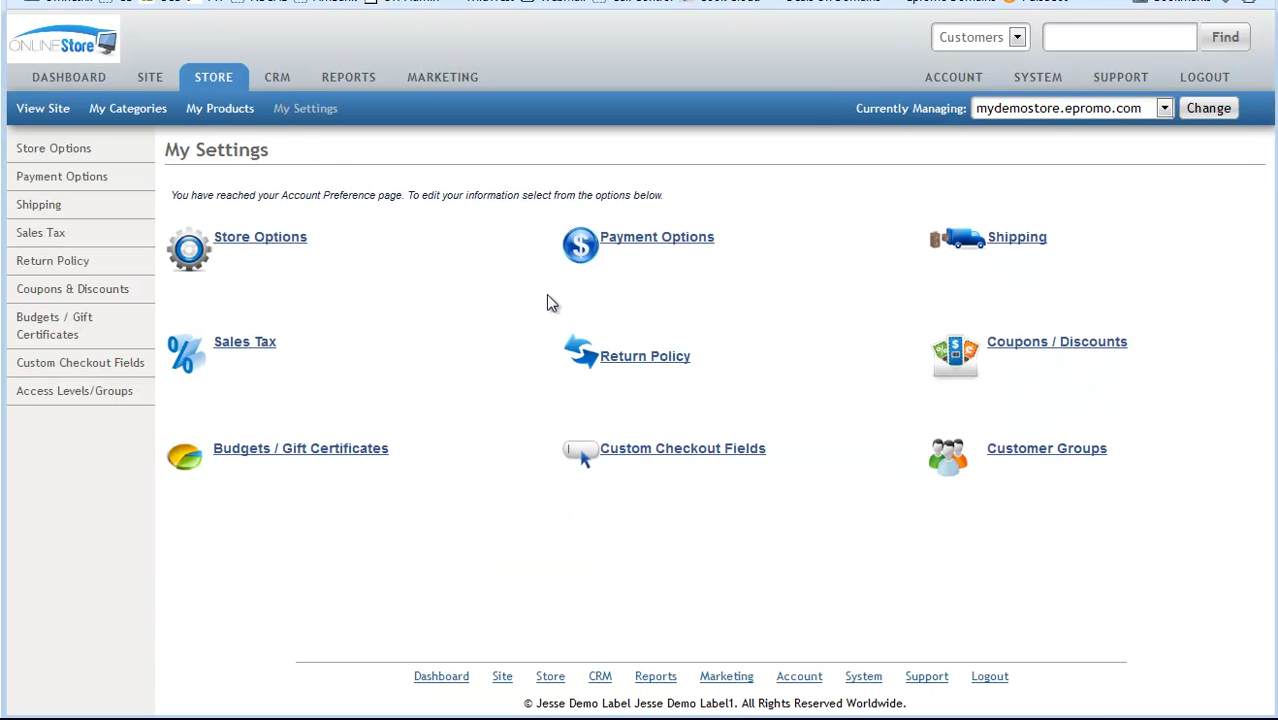 ONLINEStore
Customers
Find
DASHBOARD SITE STORE CRM REPORTS MARKETING
ACCOUNT SYSTEM SUPPORT LOGOUT
View Site My Categories My Products My Settings
Currently Managing: mydemostore.epromo.com Change
Store Options
Payment Options
Shipping
Sales Tax
Return Policy
Coupons & Discounts
Budgets / Gift
Certificates
Custom Checkout Fields
Access Levels/Groups
My Settings
You have reached your Account Preference page. To edit your information select from the options below.
Store Options
Payment Options
Shipping
Sales Tax
Return Policy
Coupons / Discounts
Budgets / Gift Certificates
Custom Checkout Fields
Customer Groups
Dashboard Site Store CRM Reports Marketing Account System Support Logout
© Jesse Demo Label Jesse Demo Label1. All Rights Reserved Worldwide.